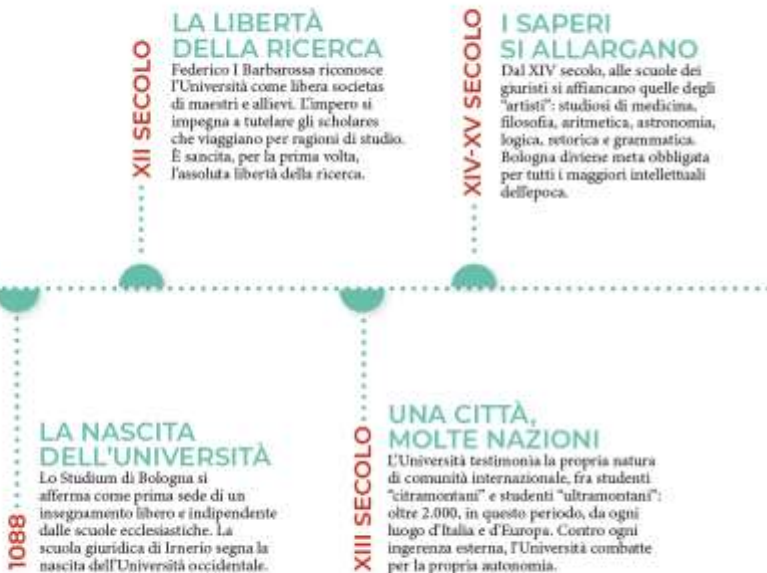 XII SECOLO
LA LIBERTÀ
DELLA RICERCA
Federico I Barbarossa riconosce
l'Università come libera societas
di maestri e allievi. L'impero si
impegna a tutelare gli scholares
che viaggiano per ragioni di studio.
È sancita, per la prima volta,
l'assoluta libertà della ricerca.
XIV-XV SECOLO
I SAPERI
SI ALLARGANO
Dal XIV secolo, alle scuole dei
giuristi si affiancano quelle degli
"artisti": studiosi di medicina,
filosofia, aritmetica, astronomia,
logica, retorica e grammatica.
Bologna diviene meta obbligata
per tutti i maggiori intellettuali
dell'epoca.
1088
LA NASCITA
DELL'UNIVERSITÀ
Lo Studium di Bologna si
afferma come prima sede di un
insegnamento libero e indipendente
dalle scuole ecclesiastiche. La
scuola giuridica di Irnerio segna la
nascita dell'Università occidentale.
XIII SECOLO
UNA CITTÀ,
MOLTE NAZIONI
L'Università testimonia la propria natura
di comunità internazionale, fra studenti
"citramontani" e studenti "ultramontani":
oltre 2.000, in questo periodo, da ogni
luogo d'Italia e d'Europa. Contro ogni
ingerenza esterna, l'Università combatte
per la propria autonomia.